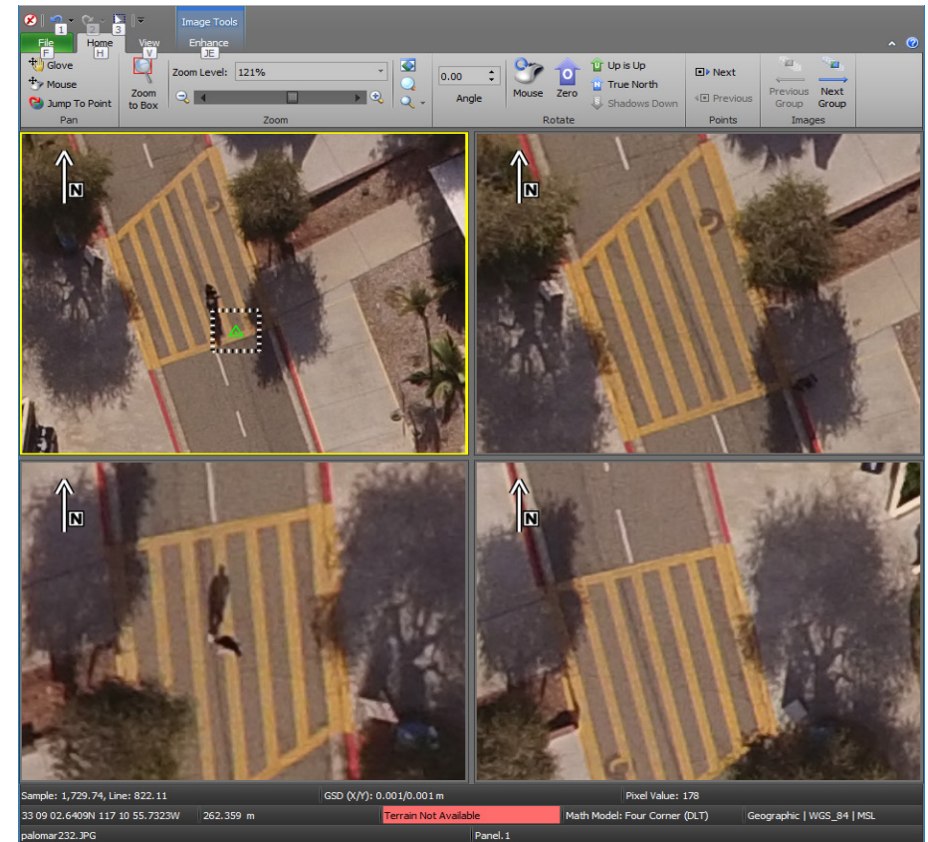 1 2 3 Image Tools
File Home View Enhance
F H V JE
Glove
Mouse
Jump To Point
Pan
Zoom to Box
Zoom Level: 121%
Zoom
0.00
Angle
Mouse Zero
Up is Up
True North
Shadows Down
Rotate
Next
Previous
Points
Previous Group
Next Group
Images
N
N
N
N
Sample: 1,729.74, Line: 822.11 GSD (X/Y): 0.001/0.001 m Pixel Value: 178
33 09 02.6409N 117 10 55.7323W 262.359 m Terrain Not Available Math Model: Four Corner (DLT) Geographic | WGS_84 | MSL
palomar232.JPG Panel.1